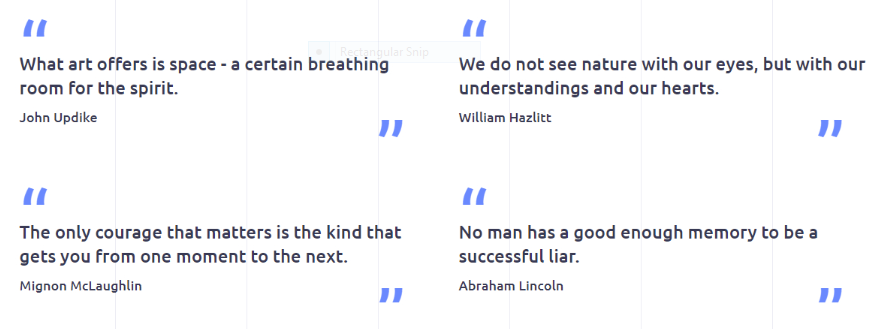 “
What art offers is space - a certain breathing
room for the spirit.
John Updike
”
“
We do not see nature with our eyes, but with our
understandings and our hearts.
William Hazlitt
”
“
The only courage that matters is the kind that
gets you from one moment to the next.
Mignon McLaughlin
”
“
No man has a good enough memory to be a
successful liar.
Abraham Lincoln
”
Rectangular Snip